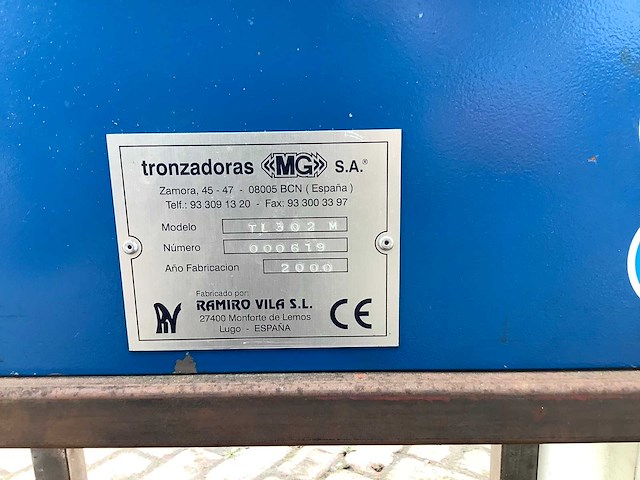 tronzadoras «MG» S.A.®
Zamora, 45 - 47 - 08005 BCN ( España )
Telf.: 93 309 13 20 - Fax: 93 300 33 97
Modelo TL302 M
Número 000619
Año Fabricacion 2000
Fabricado por:
RAMIRO VILA S.L.
27400 Monforte de Lemos
Lugo - ESPAÑA
RV
CE